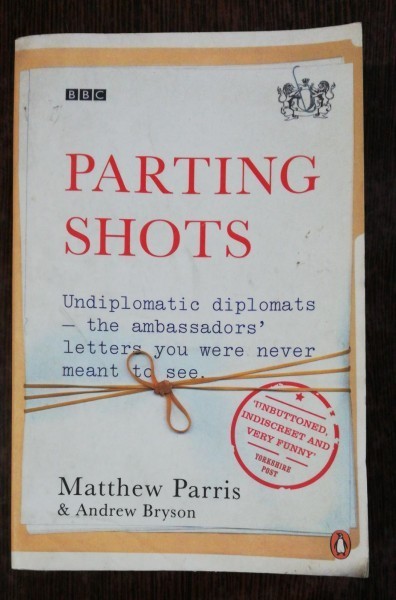 BBC
PARTING
SHOTS
Undiplomatic diplomats
– the ambassadors’
letters you were never
meant to see.
‘UNBUTTONED,
INDISCREET AND
VERY FUNNY’
YORKSHIRE
POST
Matthew Parris
& Andrew Bryson